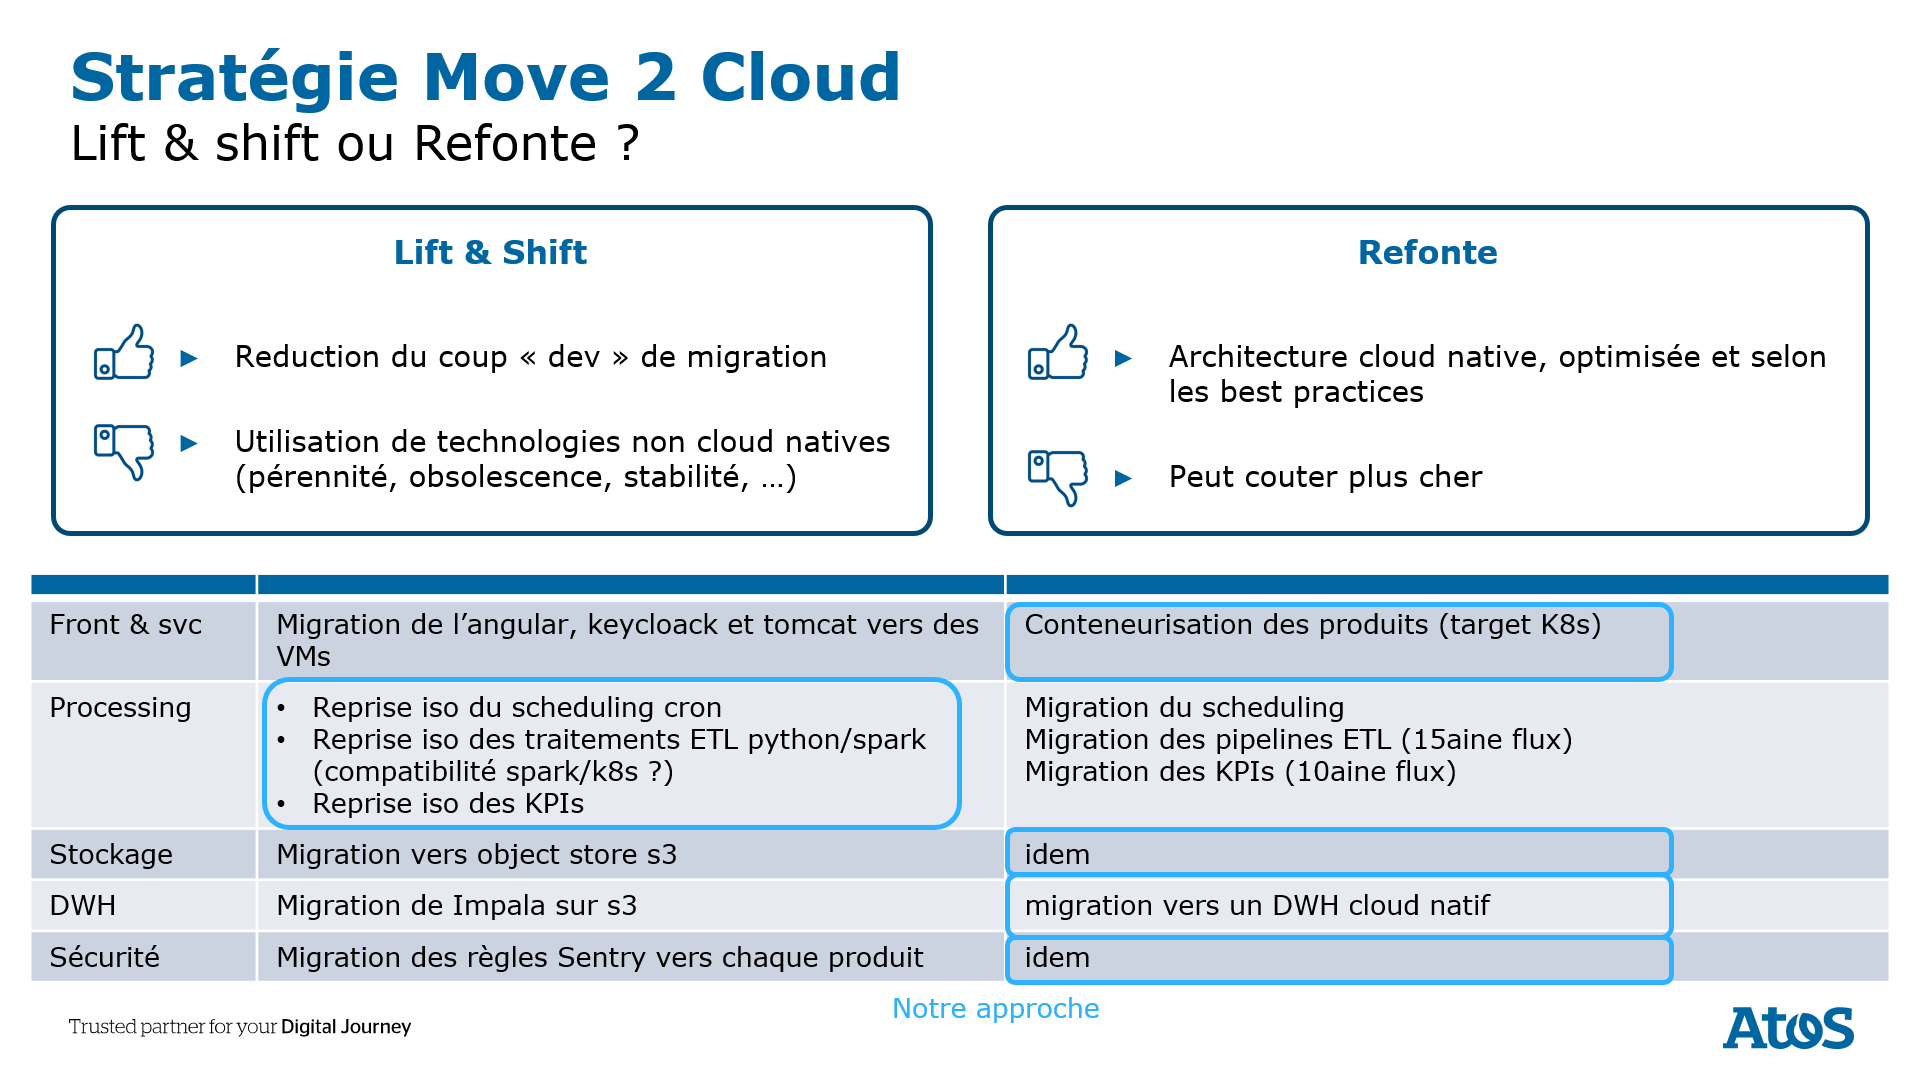 Stratégie Move 2 Cloud
Lift & shift ou Refonte ?
Lift & Shift
Reduction du coup « dev » de migration
Utilisation de technologies non cloud natives
(pérennité, obsolescence, stabilité, …)
Refonte
Architecture cloud native, optimisée et selon
les best practices
Peut couter plus cher
Front & svc
Migration de l’angular, keycloack et tomcat vers des
VMs
Conteneurisation des produits (target K8s)
Processing
• Reprise iso du scheduling cron
• Reprise iso des traitements ETL python/spark
(compatibilité spark/k8s ?)
• Reprise iso des KPIs
Migration du scheduling
Migration des pipelines ETL (15aine flux)
Migration des KPIs (10aine flux)
Stockage
Migration vers object store s3
idem
DWH
Migration de Impala sur s3
migration vers un DWH cloud natif
Sécurité
Migration des règles Sentry vers chaque produit
idem
Notre approche
Trusted partner for your Digital Journey
Atos